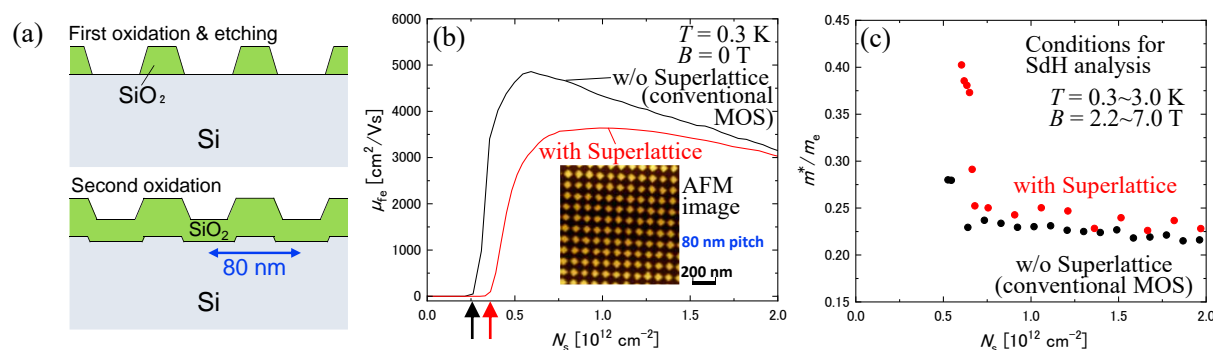 (a)
First oxidation & etching
SiO₂
Si
Second oxidation
SiO₂
80 nm
Si
(b)
T = 0.3 K
B = 0 T
w/o Superlattice
(conventional
MOS)
with Superlattice
AFM
image
80 nm pitch
200 nm
6000
5000
4000
3000
2000
1000
0
μfe [cm²/Vs]
0.0
0.5
1.0
1.5
2.0
Ns [10¹² cm⁻²]
(c)
Conditions for
SdH analysis
T = 0.3~3.0 K
B = 2.2~7.0 T
with Superlattice
w/o Superlattice
(conventional MOS)
0.45
0.40
0.35
0.30
0.25
0.20
0.15
m*/me
0.0
0.5
1.0
1.5
2.0
Ns [10¹² cm⁻²]